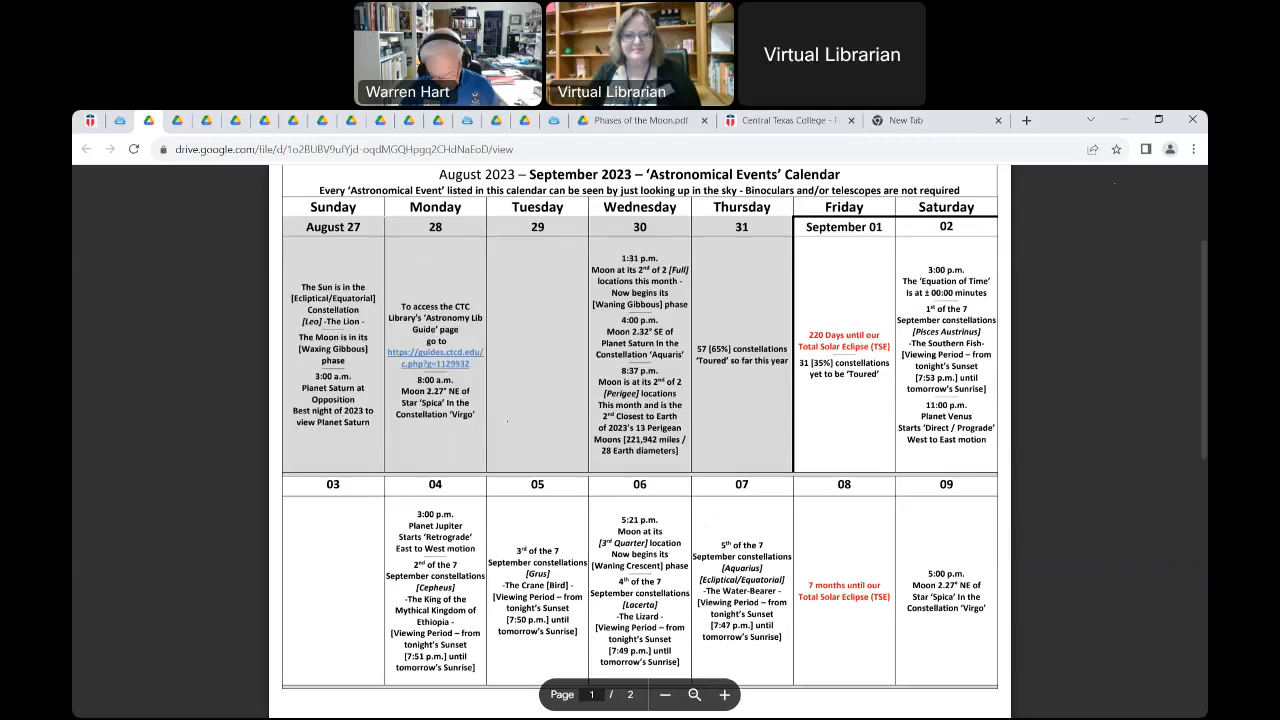 Warren Hart
Virtual Librarian
Virtual Librarian
Phases of the Moon.pdf
Central Texas College - F
New Tab
drive.google.com/file/d/1o2BUBV9ufYjd-oqdMGQHpgq2CHdNaEoD/view
August 2023 – September 2023 – ‘Astronomical Events’ Calendar
Every ‘Astronomical Event’ listed in this calendar can be seen by just looking up in the sky - Binoculars and/or telescopes are not required
Sunday Monday Tuesday Wednesday Thursday Friday Saturday
August 27 28 29 30 31 September 01 02
The Sun is in the
[Ecliptical/Equatorial]
Constellation
[Leo] -The Lion -
The Moon is in its
[Waxing Gibbous]
phase
3:00 a.m.
Planet Saturn at
Opposition
Best night of 2023 to
view Planet Saturn
To access the CTC
Library’s ‘Astronomy Lib
Guide’ page
go to
https://guides.ctcd.edu/
c.php?g=1129932
8:00 a.m.
Moon 2.27° NE of
Star ‘Spica’ In the
Constellation ‘Virgo’
1:31 p.m.
Moon at its 2nd of 2 [Full]
locations this month -
Now begins its
[Waning Gibbous] phase
4:00 p.m.
Moon 2.32° SE of
Planet Saturn In the
Constellation ‘Aquaris’
8:37 p.m.
Moon is at its 2nd of 2
[Perigee] locations
This month and is the
2nd Closest to Earth
of 2023’s 13 Perigean
Moons [221,942 miles /
28 Earth diameters]
57 [65%] constellations
‘Toured’ so far this year
220 Days until our
Total Solar Eclipse (TSE)
31 [35%] constellations
yet to be ‘Toured’
3:00 p.m.
The ‘Equation of Time’
Is at ± 00:00 minutes
1st of the 7
September constellations
[Pisces Austrinus]
-The Southern Fish-
[Viewing Period – from
tonight’s Sunset
[7:53 p.m.] until
tomorrow’s Sunrise]
11:00 p.m.
Planet Venus
Starts ‘Direct / Prograde’
West to East motion
03 04 05 06 07 08 09
3:00 p.m.
Planet Jupiter
Starts ‘Retrograde’
East to West motion
2nd of the 7
September constellations
[Cepheus]
-The King of the
Mythical Kingdom of
Ethiopia -
[Viewing Period – from
tonight’s Sunset
[7:51 p.m.] until
tomorrow’s Sunrise]
3rd of the 7
September constellations
[Grus]
-The Crane [Bird] -
[Viewing Period – from
tonight’s Sunset
[7:50 p.m.] until
tomorrow’s Sunrise]
5:21 p.m.
Moon at its
[3rd Quarter] location
Now begins its
[Waning Crescent] phase
4th of the 7
September constellations
[Lacerta]
-The Lizard -
[Viewing Period – from
tonight’s Sunset
[7:49 p.m.] until
tomorrow’s Sunrise]
5th of the 7
September constellations
[Aquarius]
[Ecliptical/Equatorial]
-The Water-Bearer -
[Viewing Period – from
tonight’s Sunset
[7:47 p.m.] until
tomorrow’s Sunrise]
7 months until our
Total Solar Eclipse (TSE)
5:00 p.m.
Moon 2.27° NE of
Star ‘Spica’ In the
Constellation ‘Virgo’
Page 1 / 2